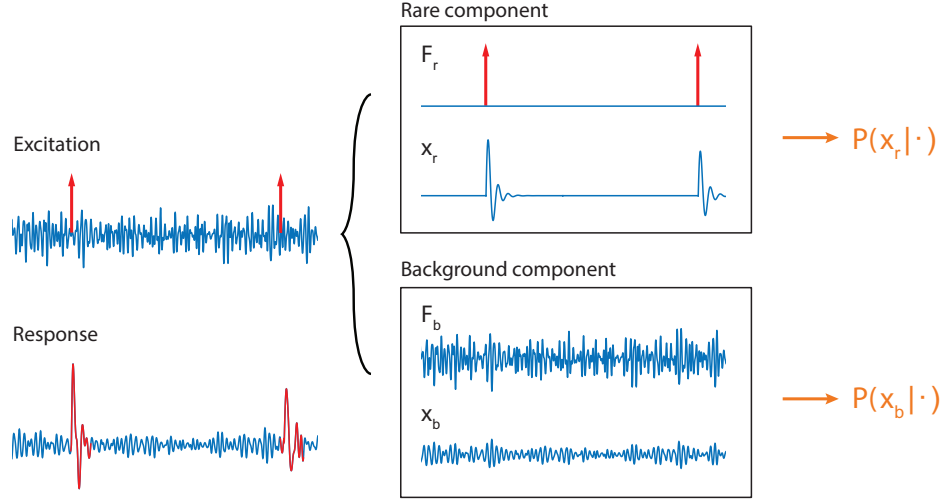 Excitation
Response
Rare component
F_r
x_r
P(x_r|·)
Background component
F_b
x_b
P(x_b|·)